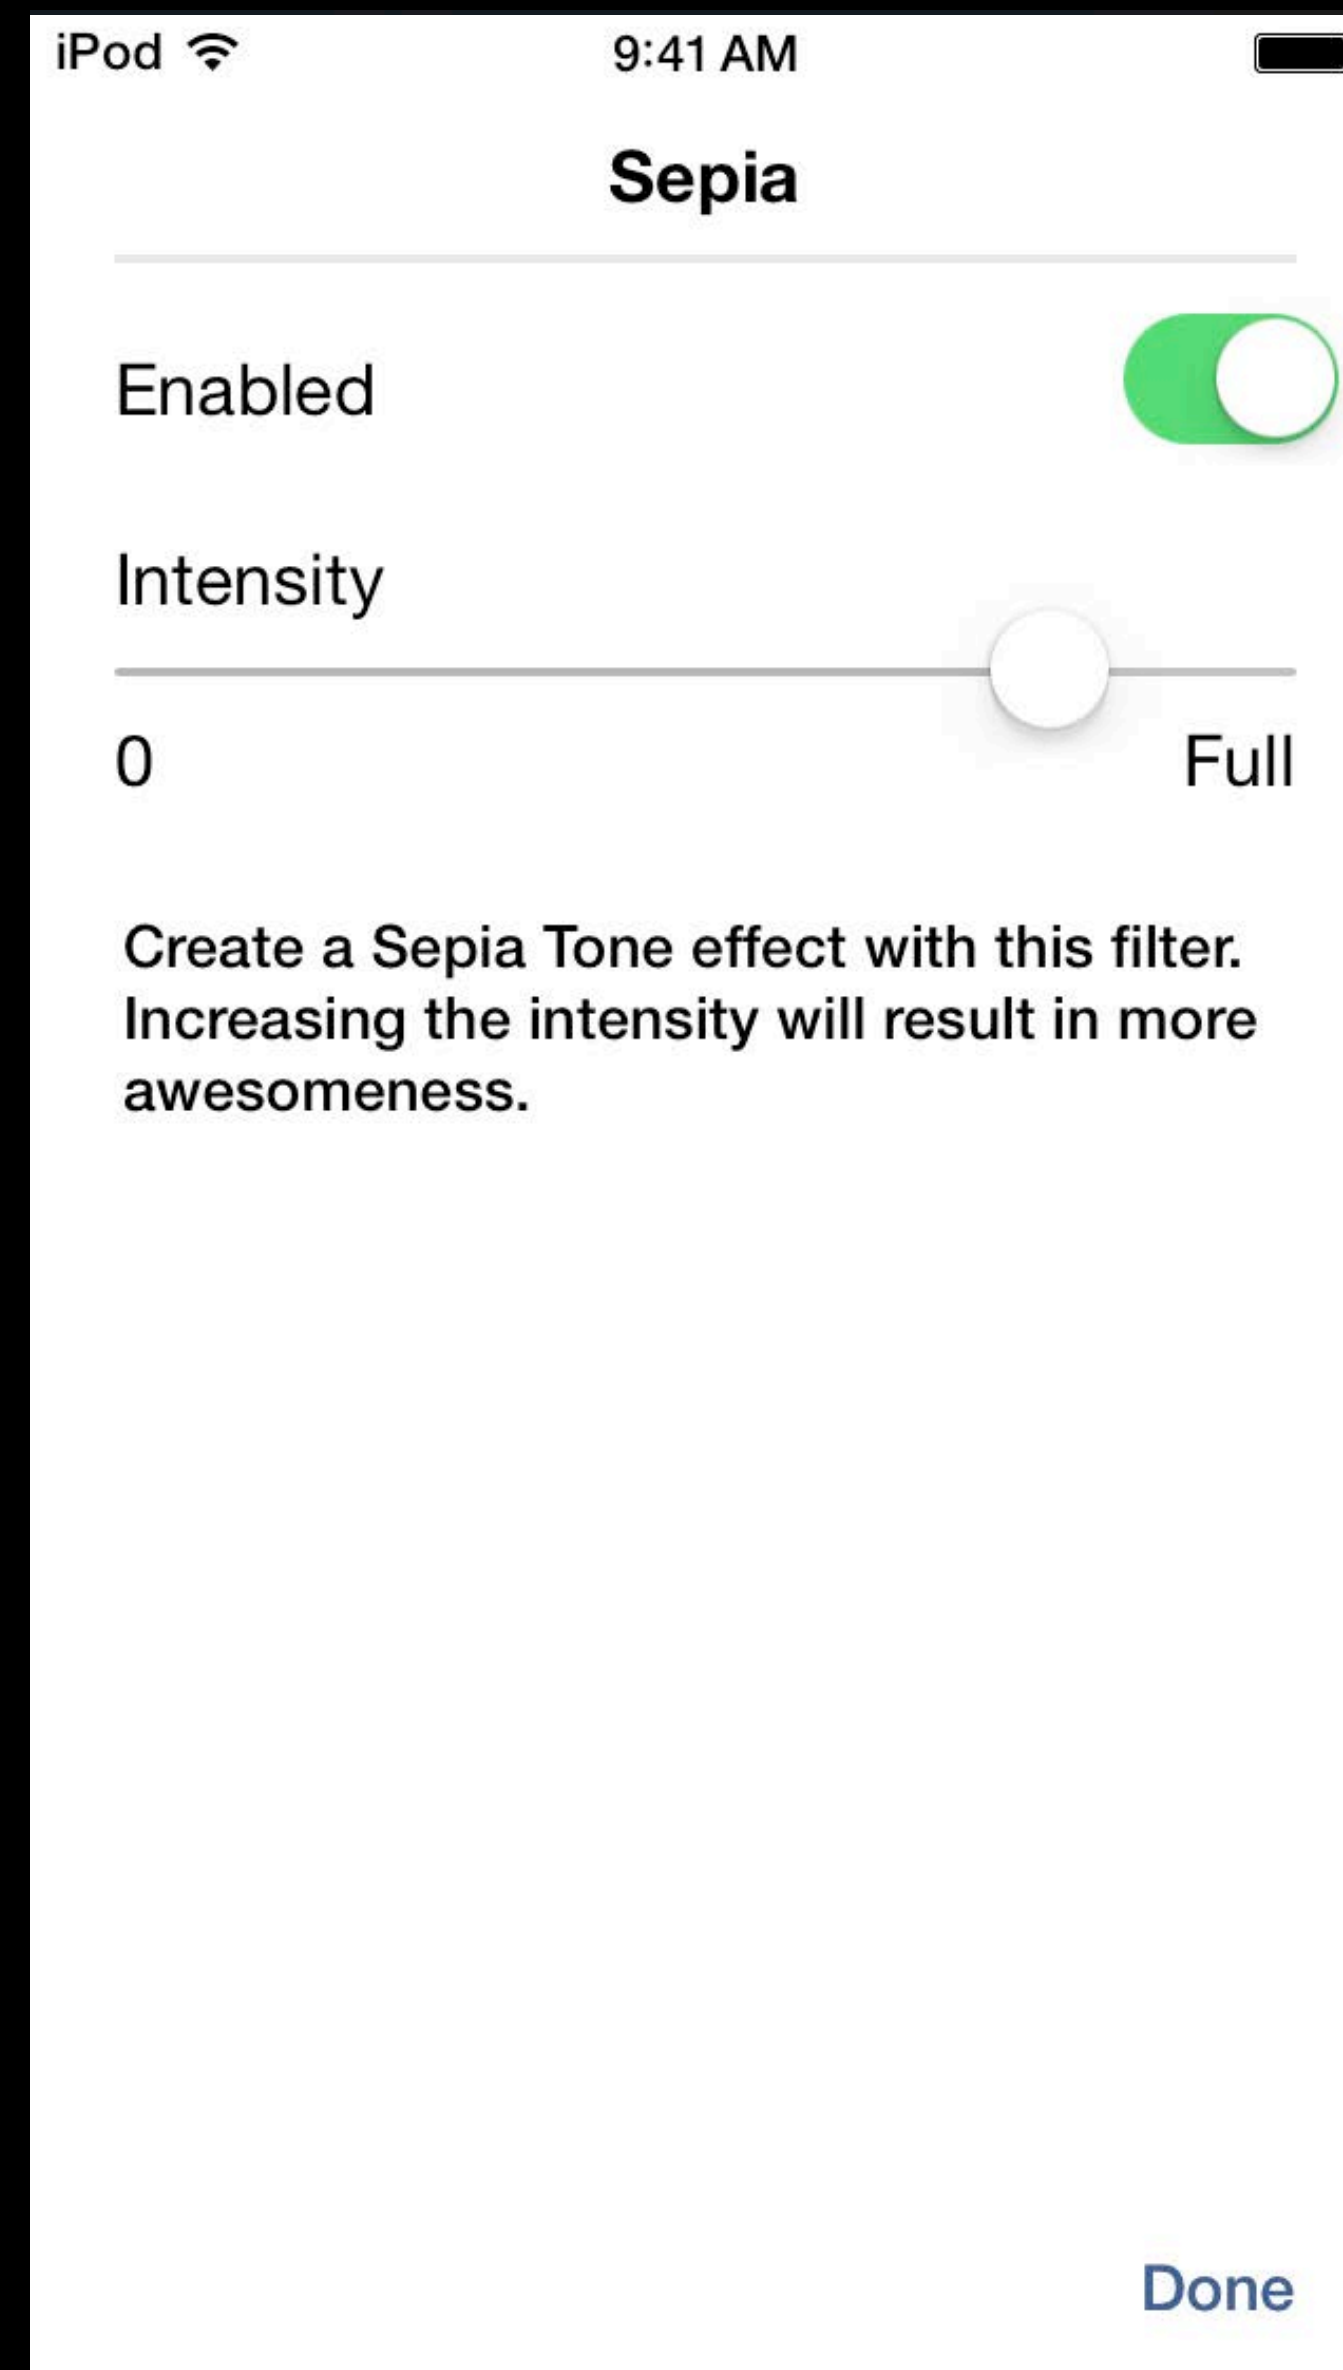 iPod
9:41 AM
Sepia
Enabled
Intensity
0
Full
Create a Sepia Tone effect with this filter.
Increasing the intensity will result in more
awesomeness.
Done